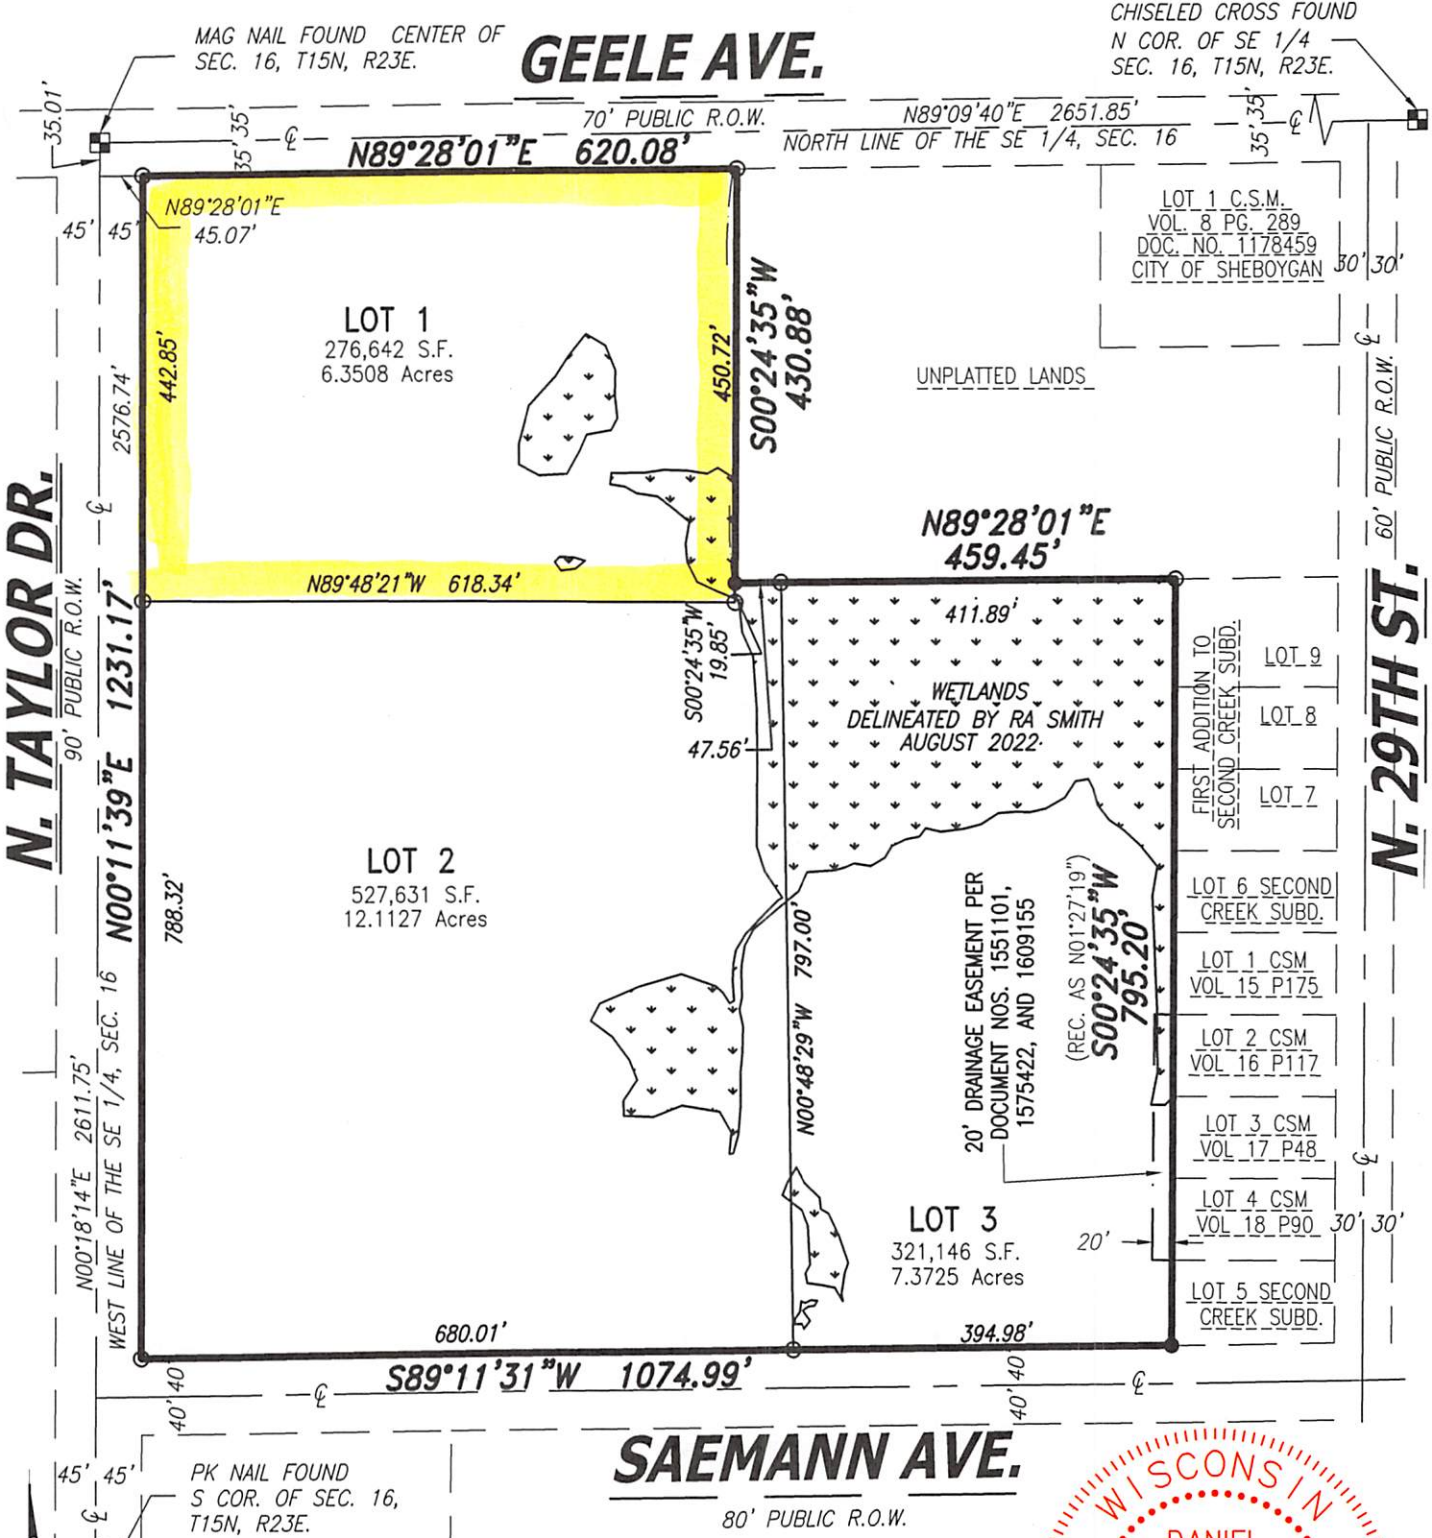 MAG NAIL FOUND CENTER OF
SEC. 16, T15N, R23E.
GEELE AVE.
CHISELED CROSS FOUND
N COR. OF SE 1/4
SEC. 16, T15N, R23E.
35.01'
35' 35'
℄
70' PUBLIC R.O.W.
N89°09'40"E 2651.85'
NORTH LINE OF THE SE 1/4, SEC. 16
35' 35'
℄
N89°28'01"E 620.08'
N89°28'01"E
45.07'
45' 45'
LOT 1 C.S.M.
VOL. 8 PG. 289
DOC. NO. 1178459
CITY OF SHEBOYGAN
30' 30'
LOT 1
276,642 S.F.
6.3508 Acres
442.85'
2576.74'
450.72'
S00°24'35"W
430.88'
UNPLATTED LANDS
℄
60' PUBLIC R.O.W.
N. 29TH ST.
N. TAYLOR DR.
90' PUBLIC R.O.W.
℄
N00°11'39"E 1231.17'
N89°48'21"W 618.34'
N89°28'01"E
459.45'
411.89'
S00°24'35"W
19.85'
47.56'
WETLANDS
DELINEATED BY RA SMITH
AUGUST 2022
FIRST ADDITION TO
SECOND CREEK SUBD.
LOT 9
LOT 8
LOT 7
LOT 2
527,631 S.F.
12.1127 Acres
788.32'
LOT 6 SECOND
CREEK SUBD.
LOT 1 CSM
VOL 15 P175
LOT 2 CSM
VOL 16 P117
LOT 3 CSM
VOL 17 P48
LOT 4 CSM
VOL 18 P90
LOT 5 SECOND
CREEK SUBD.
20' DRAINAGE EASEMENT PER
DOCUMENT NOS. 1551101,
1575422, AND 1609155
(REC. AS N01°27'19")
S00°24'35"W
795.20'
N00°48'29"W 797.00'
N00°18'14"E 2611.75'
WEST LINE OF THE SE 1/4, SEC. 16
LOT 3
321,146 S.F.
7.3725 Acres
20'
℄
30' 30'
680.01'
394.98'
S89°11'31"W 1074.99'
40' 40'
℄
40' 40'
℄
SAEMANN AVE.
80' PUBLIC R.O.W.
45' 45'
℄
PK NAIL FOUND
S COR. OF SEC. 16,
T15N, R23E.
WISCONSIN
DANIEL